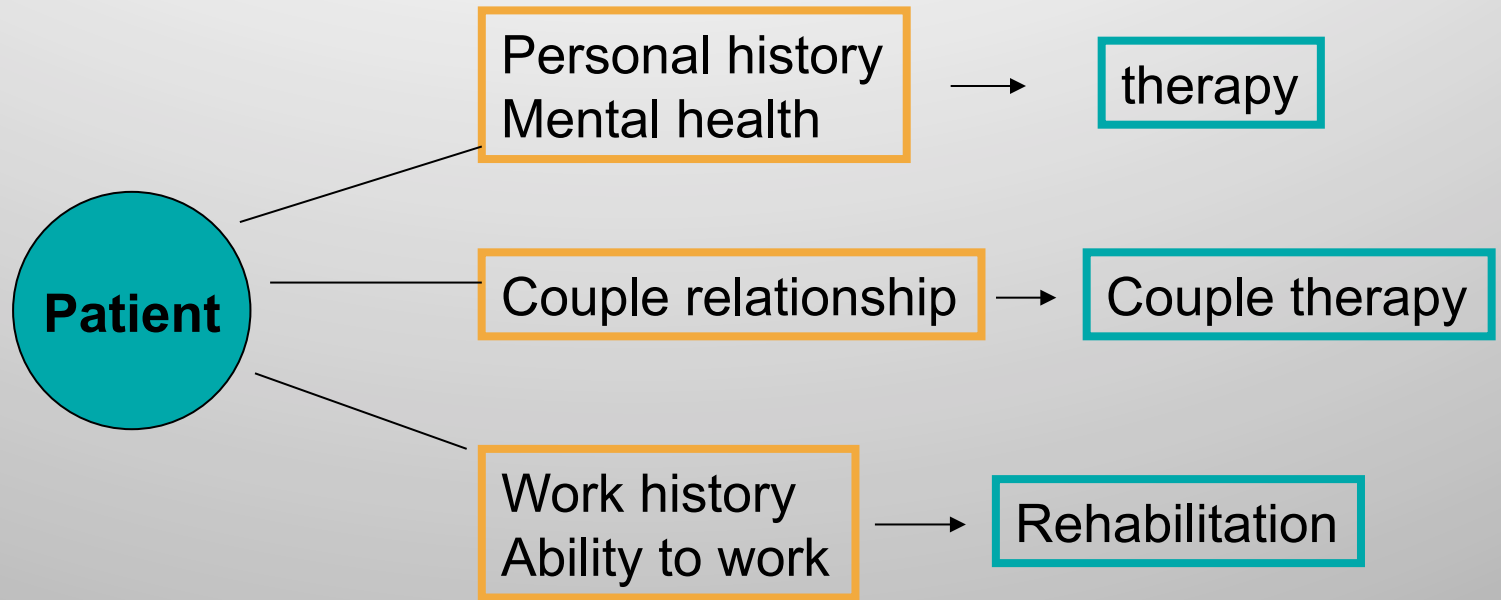 Personal history
Mental health
therapy
Patient
Couple relationship
Couple therapy
Work history
Ability to work
Rehabilitation